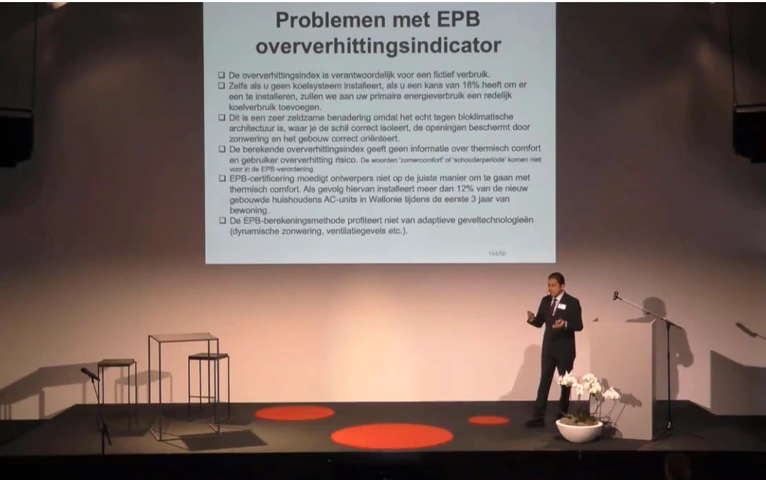 Problemen met EPB
oververhittingsindicator
❑ De oververhittingsindex is verantwoordelijk voor een fictief verbruik.
❑ Zelfs als u geen koelsysteem installeert, als u een kans van 18% heeft om er
een te installeren, zullen we aan uw primaire energieverbruik een redelijk
koelverbruik toevoegen.
❑ Dit is een zeer zeldzame benadering omdat het echt tegen bioklimatische
architectuur is, waar je de schil correct isoleert, de openingen beschermt door
zonwering en het gebouw correct oriënteert.
❑ De berekende oververhittingsindex geeft geen informatie over thermisch comfort
en gebruiker oververhitting risico. De woorden 'zomercomfort' of 'schouderperiode' komen niet
voor in de EPB-verordening.
❑ EPB-certificering moedigt ontwerpers niet op de juiste manier om te gaan met
thermisch comfort. Als gevolg hiervan installeert meer dan 12% van de nieuw
gebouwde huishoudens AC-units in Wallonie tijdens de eerste 3 jaar van
bewoning.
❑ De EPB-berekeningsmethode profiteert niet van adaptieve geveltechnologieën
(dynamische zonwering, ventilatiegevels etc.).